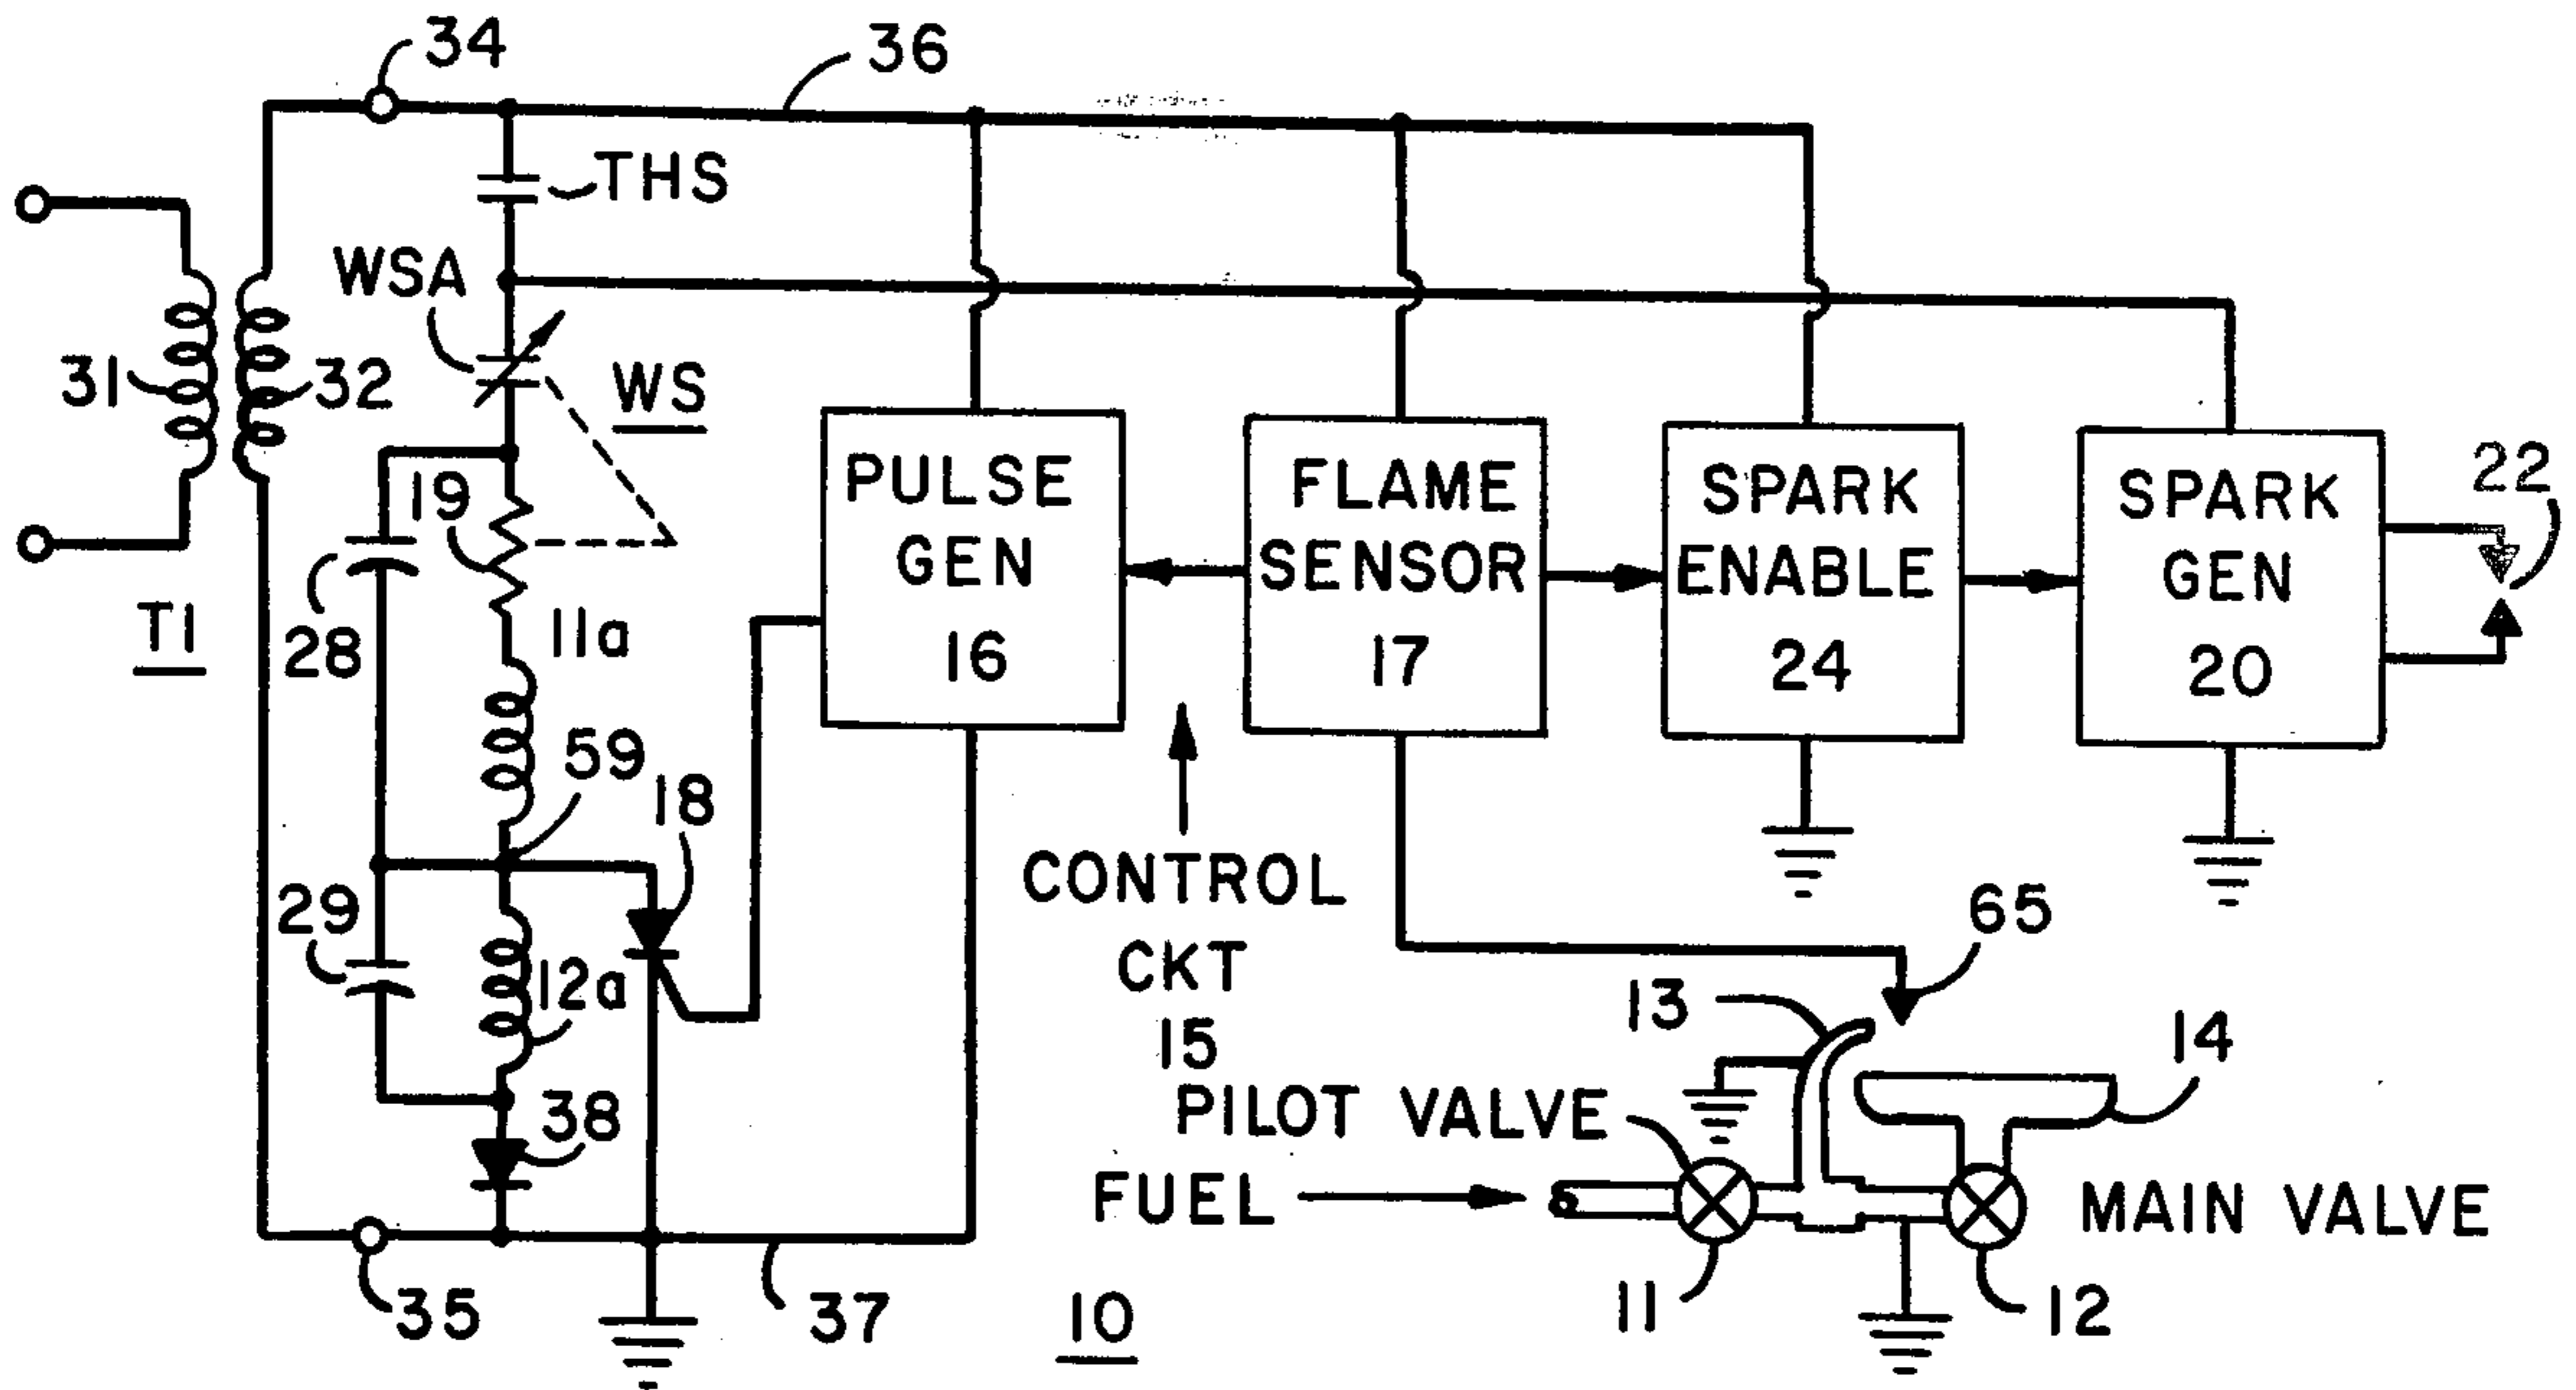 34
36
THS
WSA
31
32
WS
19
PULSE
GEN
16
FLAME
SENSOR
17
SPARK
ENABLE
24
SPARK
GEN
20
22
T1
28
11a
59
18
CONTROL
CKT
15
29
12a
65
13
14
38
PILOT VALVE
FUEL
MAIN VALVE
35
37
10
11
12